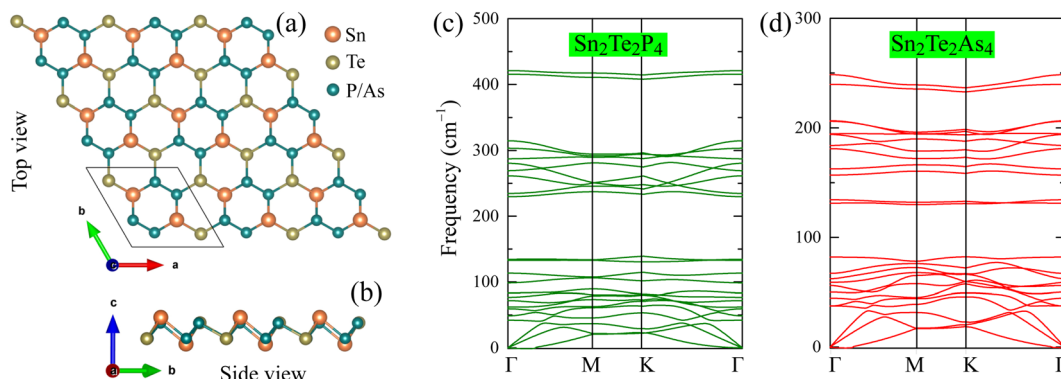 (a)
Sn
Te
P/As
Top view
b
c
a
(b)
c
a
b
Side view
(c)
Sn2Te2P4
Frequency (cm⁻¹)
500
400
300
200
100
0
Γ M K Γ
(d)
Sn2Te2As4
300
200
100
0
Γ M K Γ